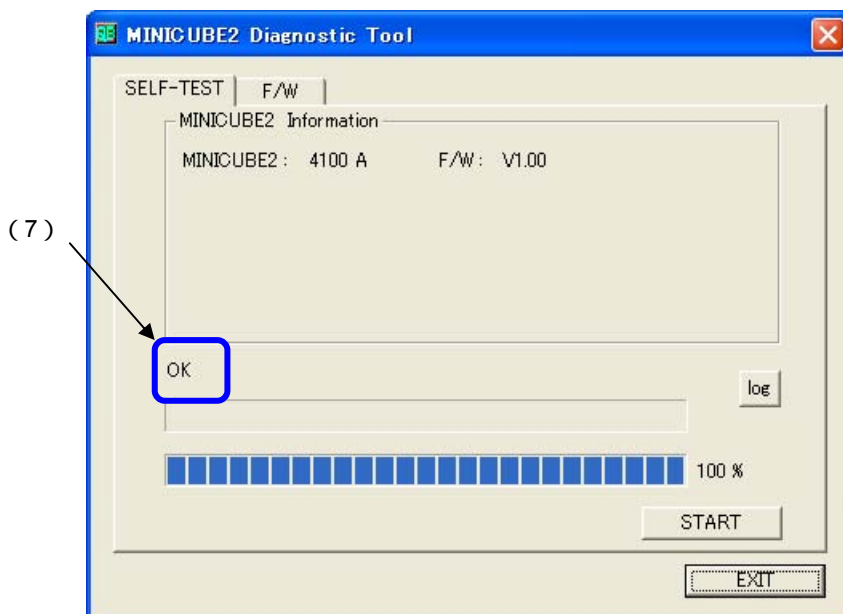 MINICUBE2 Diagnostic Tool
SELF-TEST F/W
MINICUBE2 Information
MINICUBE2 : 4100 A F/W : V1.00
(7)
OK
log
100 %
START
EXIT